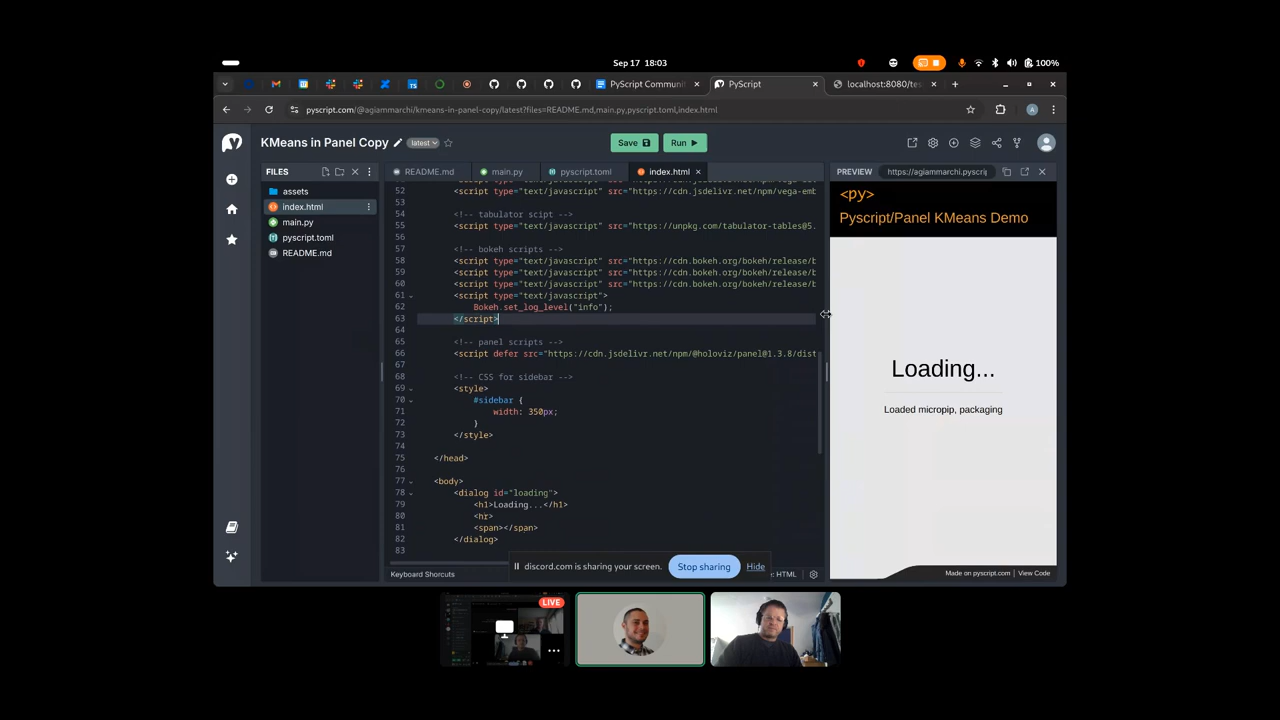 Sep 17 18:03
100%
PyScript Communit
PyScript
localhost:8080/tes
pyscript.com/@agiammarchi/kmeans-in-panel-copy/latest?files=README.md,main.py,pyscript.toml,index.html
A
KMeans in Panel Copy
latest
Save
Run
FILES
README.md
main.py
pyscript.toml
index.html
PREVIEW
https://agiammarchi.pyscrip
assets
index.html
main.py
pyscript.toml
README.md
52 <script type="text/javascript" src="https://cdn.jsdelivr.net/npm/vega-emb
53
54 <!-- tabulator scipt -->
55 <script type="text/javascript" src="https://unpkg.com/tabulator-tables@5.
56
57 <!-- bokeh scripts -->
58 <script type="text/javascript" src="https://cdn.bokeh.org/bokeh/release/b
59 <script type="text/javascript" src="https://cdn.bokeh.org/bokeh/release/b
60 <script type="text/javascript" src="https://cdn.bokeh.org/bokeh/release/b
61 <script type="text/javascript">
62 Bokeh.set_log_level("info");
63 </script>
64
65 <!-- panel scripts -->
66 <script defer src="https://cdn.jsdelivr.net/npm/@holoviz/panel@1.3.8/dist
67
68 <!-- CSS for sidebar -->
69 <style>
70 #sidebar {
71 width: 350px;
72 }
73 </style>
74
75 </head>
76
77 <body>
78 <dialog id="loading">
79 <h1>Loading...</h1>
80 <hr>
81 <span></span>
82 </dialog>
83
<py>
Pyscript/Panel KMeans Demo
Loading...
Loaded micropip, packaging
Made on pyscript.com | View Code
Keyboard Shortcuts
HTML
discord.com is sharing your screen.
Stop sharing
Hide
LIVE